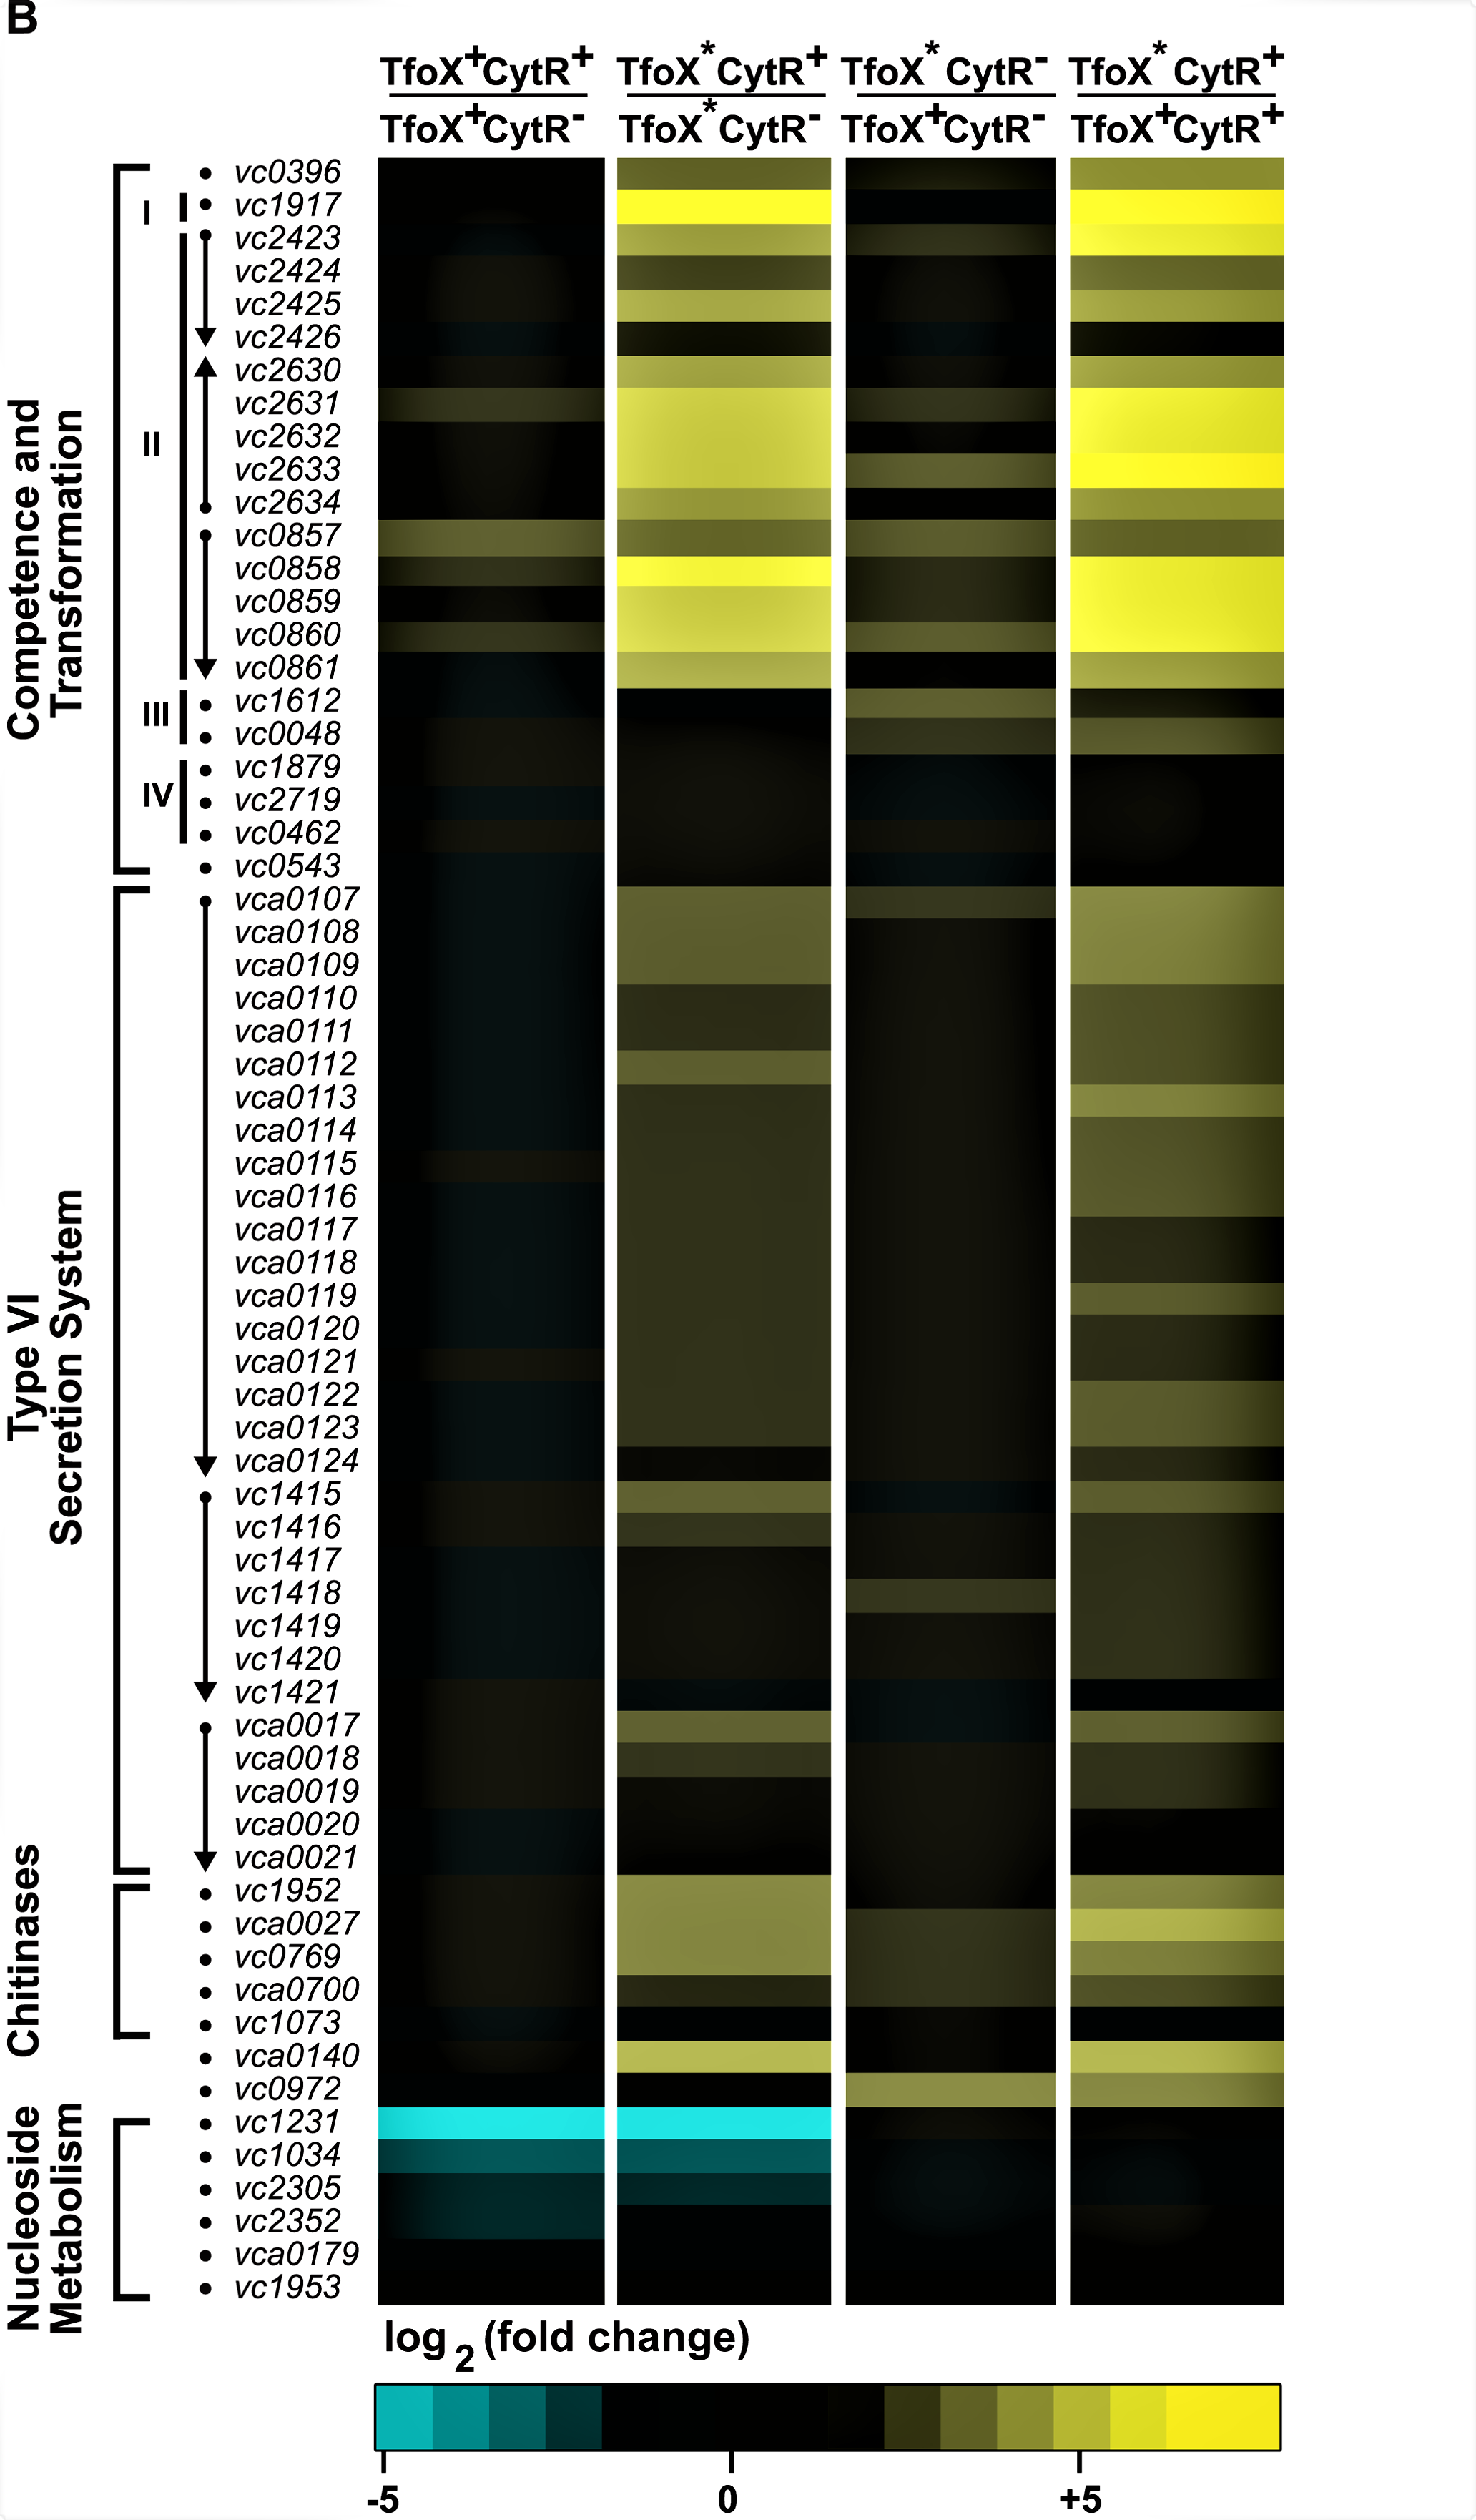 B
TfoX⁺CytR⁺ TfoX*CytR⁺ TfoX*CytR⁻ TfoX*CytR⁺
TfoX⁺CytR⁻ TfoX*CytR⁻ TfoX⁺CytR⁻ TfoX⁺CytR⁺
Competence and
Transformation
I
II
III
IV
vc0396
vc1917
vc2423
vc2424
vc2425
vc2426
vc2630
vc2631
vc2632
vc2633
vc2634
vc0857
vc0858
vc0859
vc0860
vc0861
vc1612
vc0048
vc1879
vc2719
vc0462
vc0543
Type VI
Secretion System
vca0107
vca0108
vca0109
vca0110
vca0111
vca0112
vca0113
vca0114
vca0115
vca0116
vca0117
vca0118
vca0119
vca0120
vca0121
vca0122
vca0123
vca0124
vc1415
vc1416
vc1417
vc1418
vc1419
vc1420
vc1421
vca0017
vca0018
vca0019
vca0020
vca0021
Chitinases
vc1952
vca0027
vc0769
vca0700
vc1073
vca0140
vc0972
Nucleoside
Metabolism
vc1231
vc1034
vc2305
vc2352
vca0179
vc1953
log₂ (fold change)
-5 0 +5